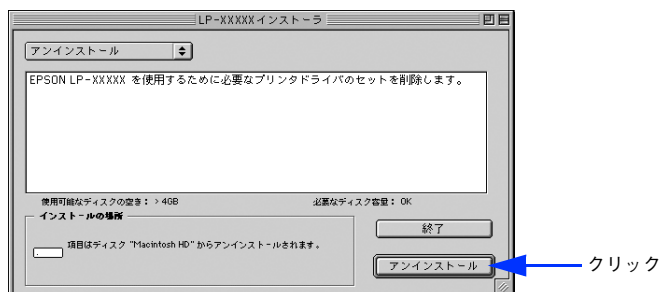 LP-XXXXXインストーラ
アンインストール
EPSON LP-XXXXX を使用するために必要なプリンタドライバのセットを削除します。
使用可能なディスクの空き： > 4GB 必要なディスク容量： OK
インストールの場所
項目はディスク "Macintosh HD" からアンインストールされます。
終了
アンインストール
クリック